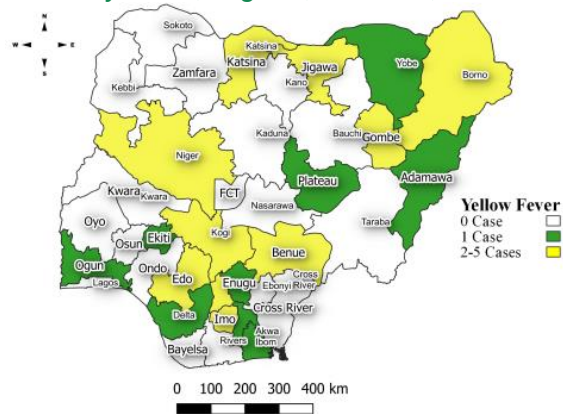 N
W E
S
Sokoto
Katsina
Katsina
Jigawa
Yobe
Borno
Zamfara
Kebbi
Kano
Kaduna
Bauchi
Gombe
Niger
Plateau
Adamawa
FCT
Nasarawa
Taraba
Kwara
Kwara
Oyo
Osun
Ekiti
Kogi
Benue
Ogun
Lagos
Ondo
Edo
Enugu
Ebonyi
Cross
River
Cross River
Delta
Imo
Akwa
Ibom
Rivers
Bayelsa
Yellow Fever
0 Case
1 Case
2-5 Cases
0 100 200 300 400 km